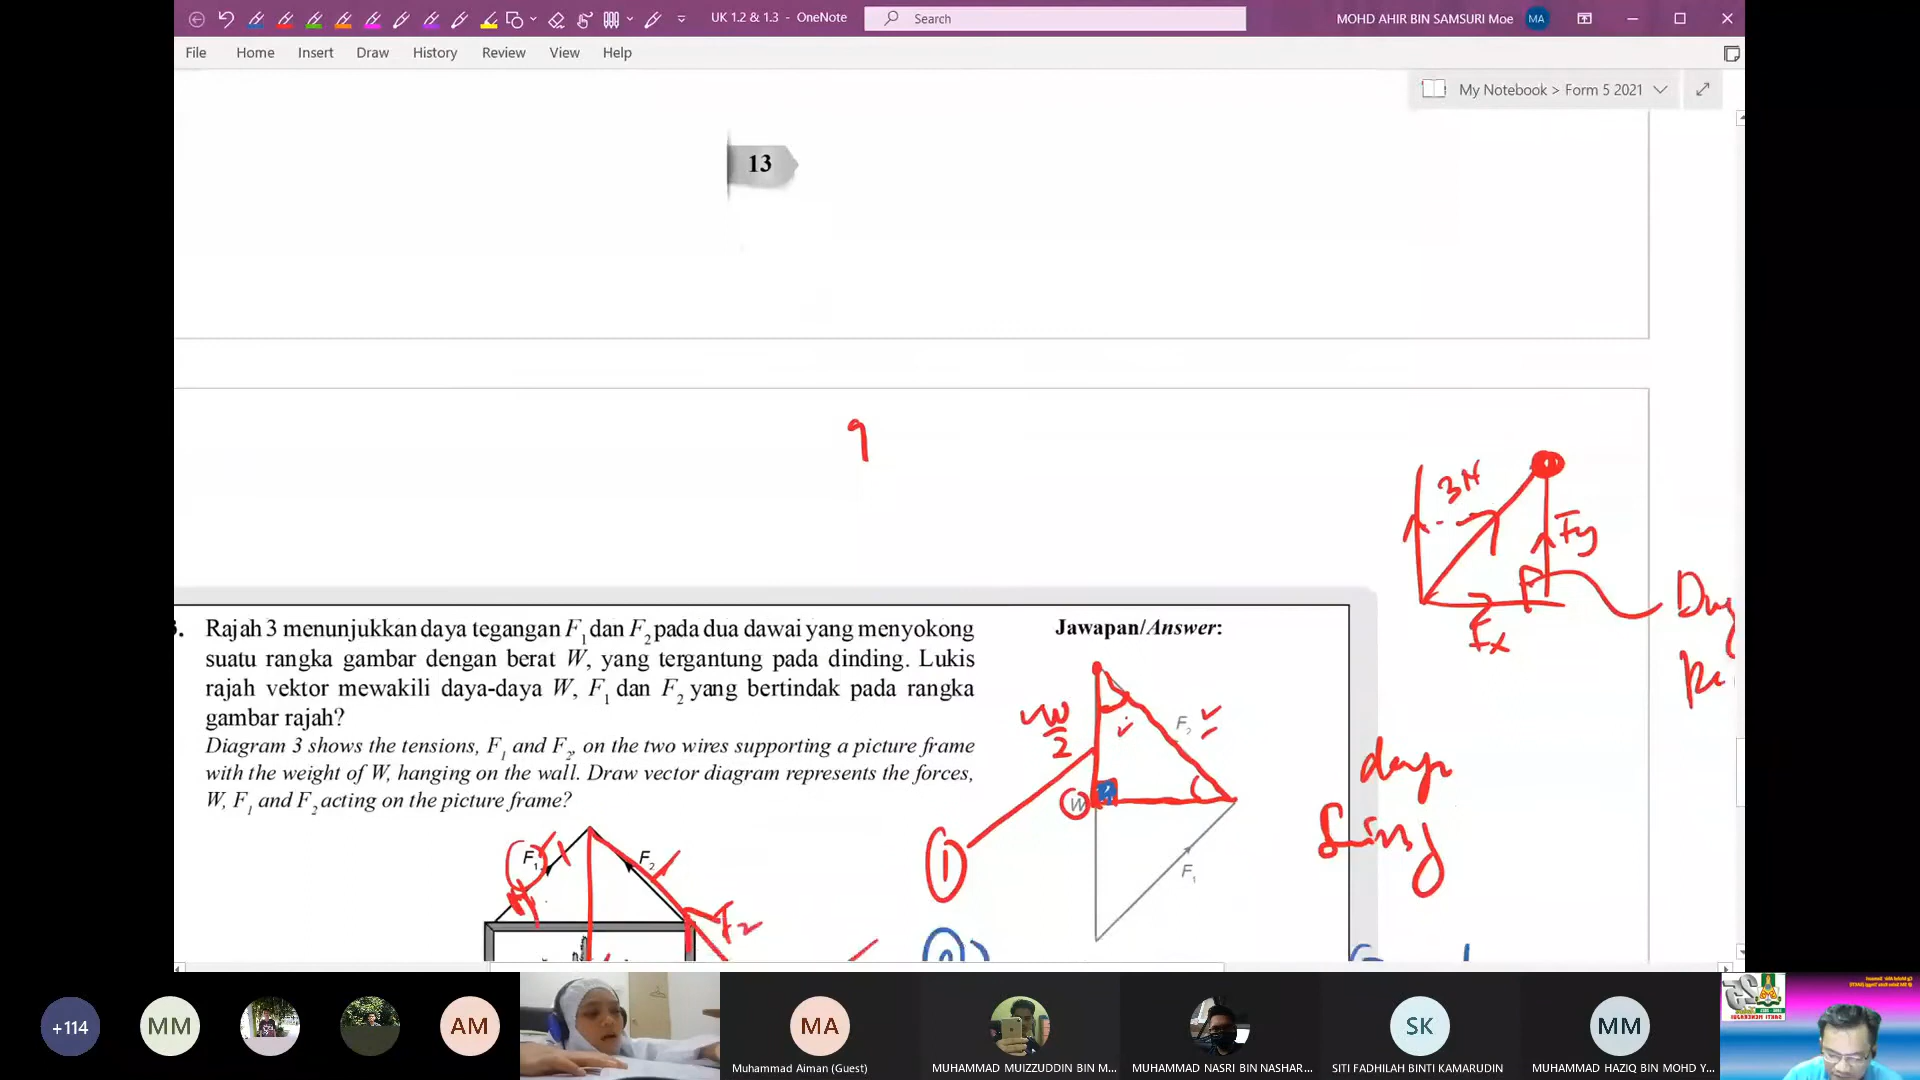 UK 1.2 & 1.3 - OneNote
Search
MOHD AHIR BIN SAMSURI Moe
MA
File Home Insert Draw History Review View Help
My Notebook > Form 5 2021
13
9
3N
Fy
Fx
Rajah 3 menunjukkan daya tegangan F1 dan F2 pada dua dawai yang menyokong
suatu rangka gambar dengan berat W, yang tergantung pada dinding. Lukis
rajah vektor mewakili daya-daya W, F1 dan F2 yang bertindak pada rangka
gambar rajah?
Diagram 3 shows the tensions, F1 and F2, on the two wires supporting a picture frame
with the weight of W, hanging on the wall. Draw vector diagram represents the forces,
W, F1 and F2 acting on the picture frame?
Jawapan/Answer:
W/2
F2
W
1
F1
F1
F2
F2
+114
MM
AM
MA
SK
MM
Muhammad Aiman (Guest)
MUHAMMAD MUIZZUDDIN BIN M...
MUHAMMAD NASRI BIN NASHAR...
SITI FADHILAH BINTI KAMARUDIN
MUHAMMAD HAZIQ BIN MOHD Y...